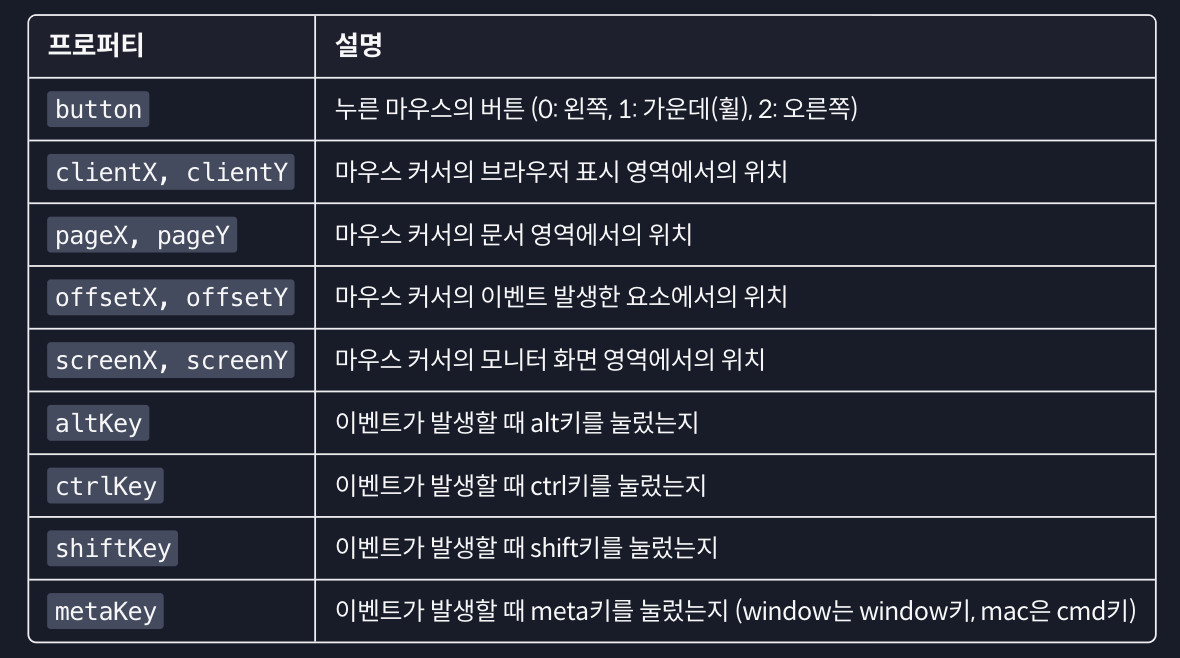 프로퍼티 설명
button 누른 마우스의 버튼 (0: 왼쪽, 1: 가운데(휠), 2: 오른쪽)
clientX, clientY 마우스 커서의 브라우저 표시 영역에서의 위치
pageX, pageY 마우스 커서의 문서 영역에서의 위치
offsetX, offsetY 마우스 커서의 이벤트 발생한 요소에서의 위치
screenX, screenY 마우스 커서의 모니터 화면 영역에서의 위치
altKey 이벤트가 발생할 때 alt키를 눌렀는지
ctrlKey 이벤트가 발생할 때 ctrl키를 눌렀는지
shiftKey 이벤트가 발생할 때 shift키를 눌렀는지
metaKey 이벤트가 발생할 때 meta키를 눌렀는지 (window는 window키, mac은 cmd키)